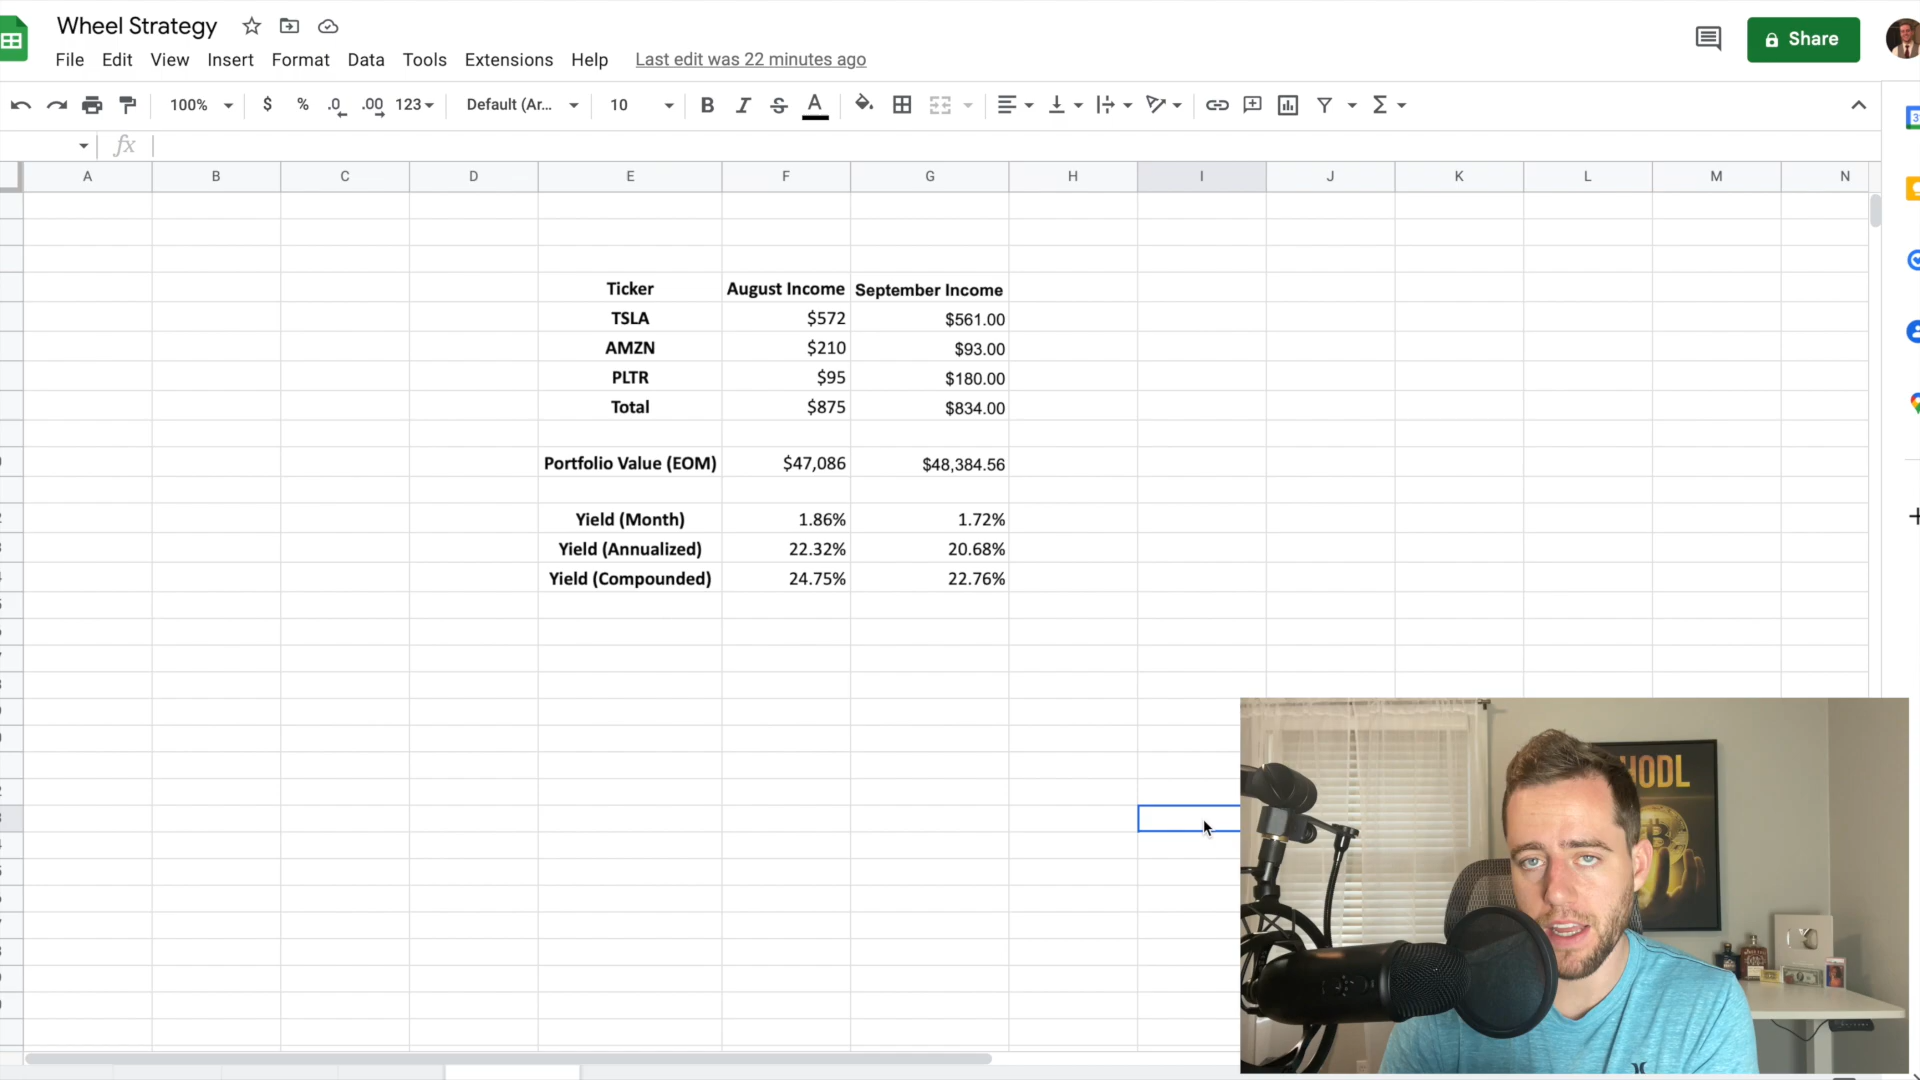 Wheel Strategy
File Edit View Insert Format Data Tools Extensions Help Last edit was 22 minutes ago
Share
100% $ % .0 .00 123 Default (Ar... 10 B I S A Σ
fx
A B C D E F G H I J K L M N
Ticker August Income September Income
TSLA $572 $561.00
AMZN $210 $93.00
PLTR $95 $180.00
Total $875 $834.00
Portfolio Value (EOM) $47,086 $48,384.56
Yield (Month) 1.86% 1.72%
Yield (Annualized) 22.32% 20.68%
Yield (Compounded) 24.75% 22.76%
HODL